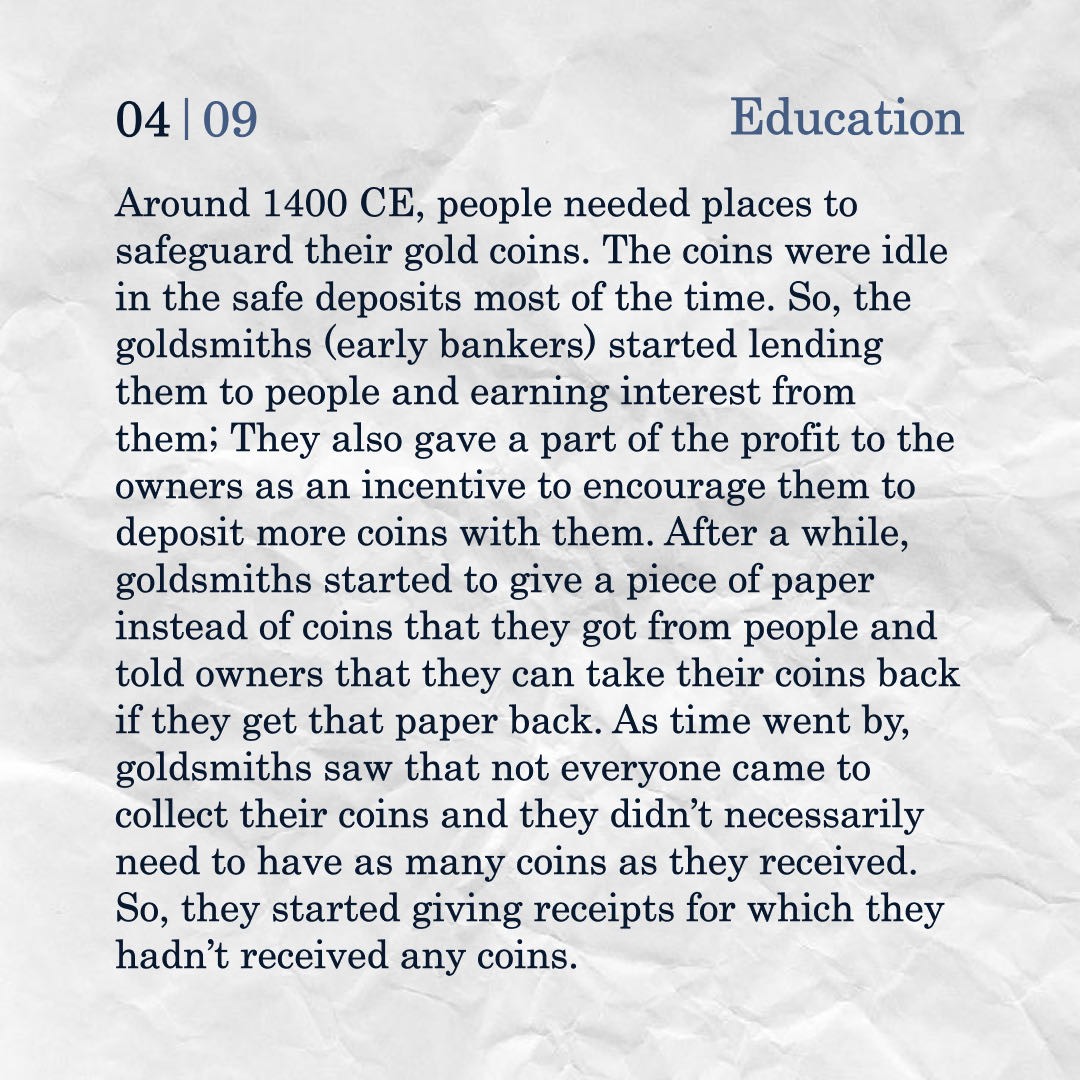 04|09
Education
Around 1400 CE, people needed places to
safeguard their gold coins. The coins were idle
in the safe deposits most of the time. So, the
goldsmiths (early bankers) started lending
them to people and earning interest from
them; They also gave a part of the profit to the
owners as an incentive to encourage them to
deposit more coins with them. After a while,
goldsmiths started to give a piece of paper
instead of coins that they got from people and
told owners that they can take their coins back
if they get that paper back. As time went by,
goldsmiths saw that not everyone came to
collect their coins and they didn’t necessarily
need to have as many coins as they received.
So, they started giving receipts for which they
hadn’t received any coins.